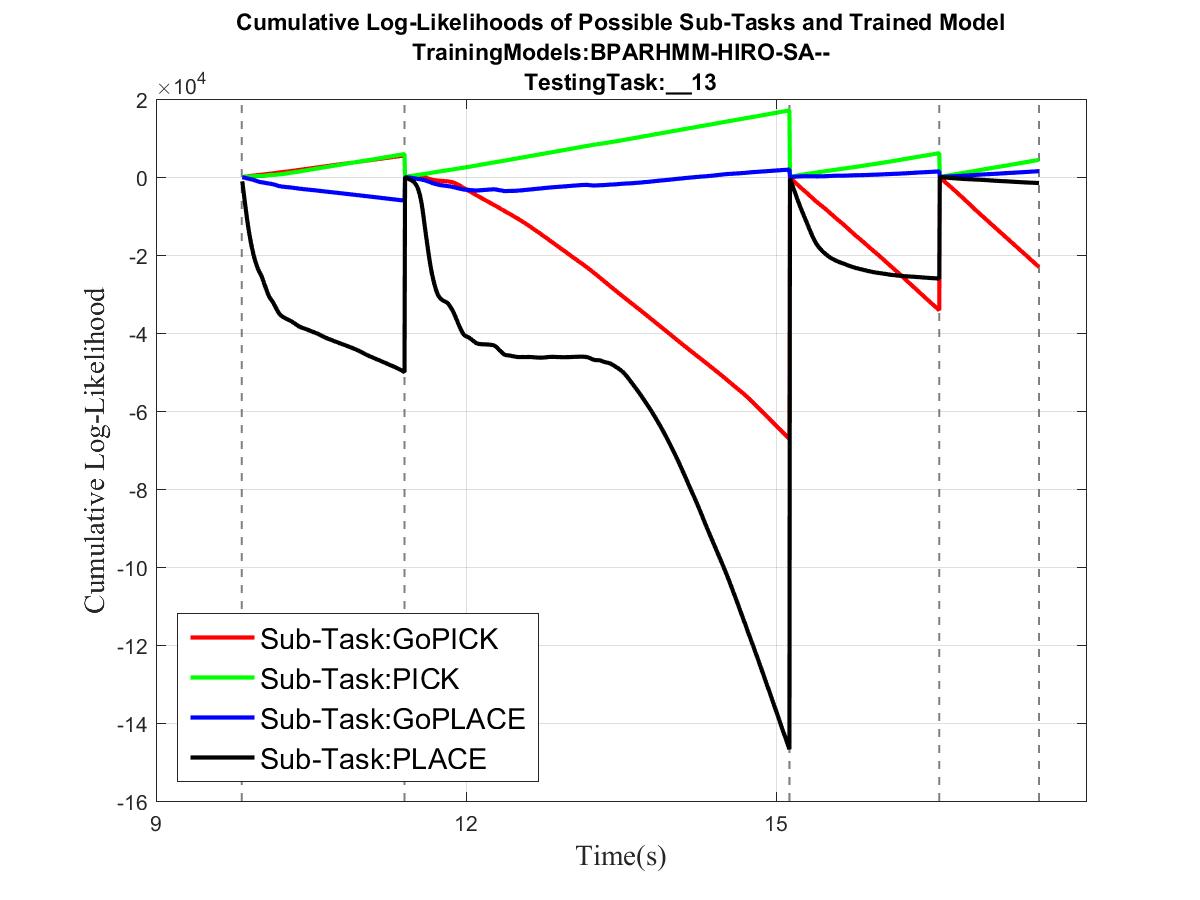 Cumulative Log-Likelihoods of Possible Sub-Tasks and Trained Model
TrainingModels:BPARHMM-HIRO-SA--
TestingTask:__13
×10⁴
2
0
-2
-4
-6
-8
-10
-12
-14
-16
Cumulative Log-Likelihood
Sub-Task:GoPICK
Sub-Task:PICK
Sub-Task:GoPLACE
Sub-Task:PLACE
9 12 15
Time(s)